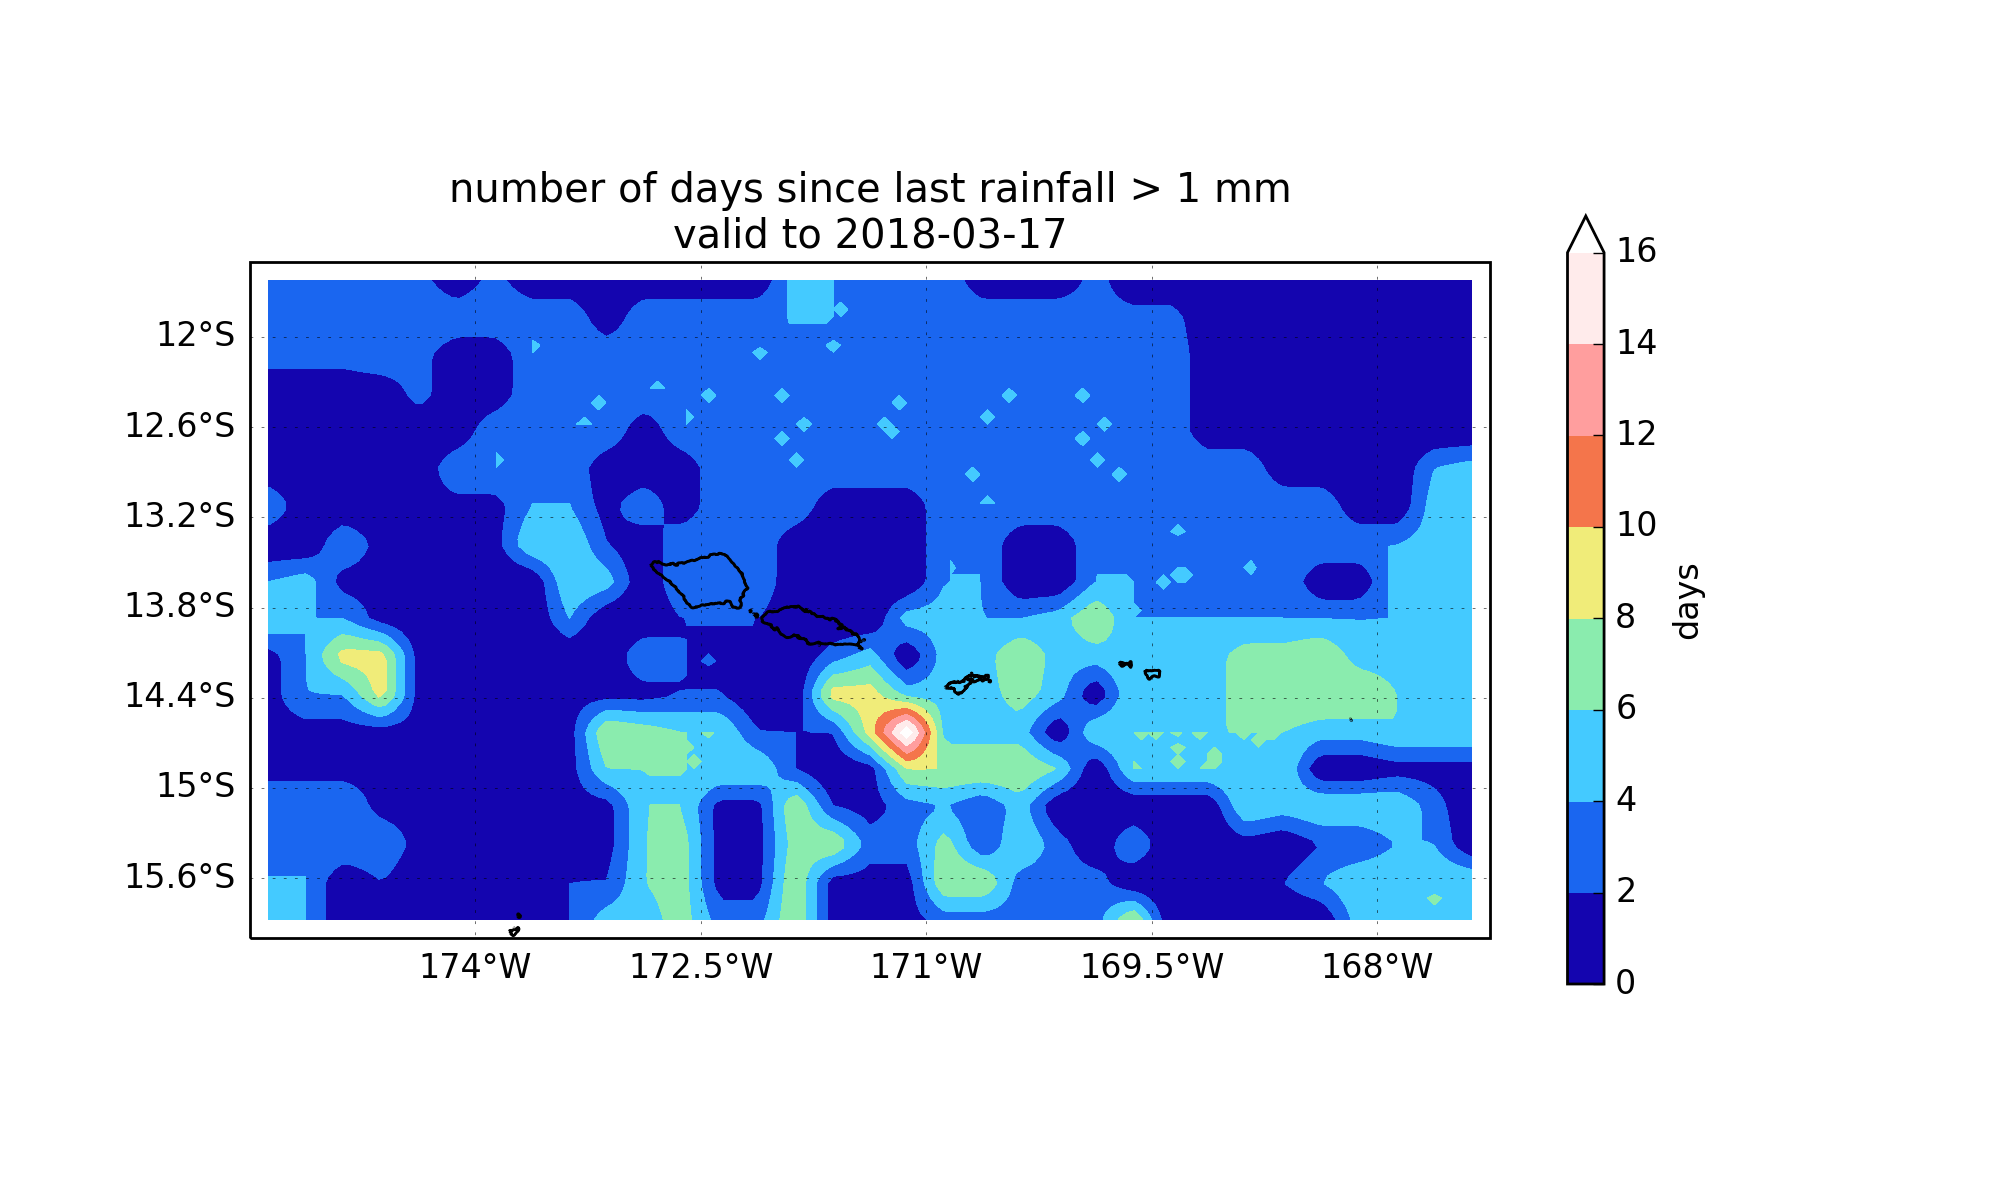 number of days since last rainfall > 1 mm
valid to 2018-03-17
12°S
12.6°S
13.2°S
13.8°S
14.4°S
15°S
15.6°S
174°W 172.5°W 171°W 169.5°W 168°W
16
14
12
10
8
6
4
2
0
days